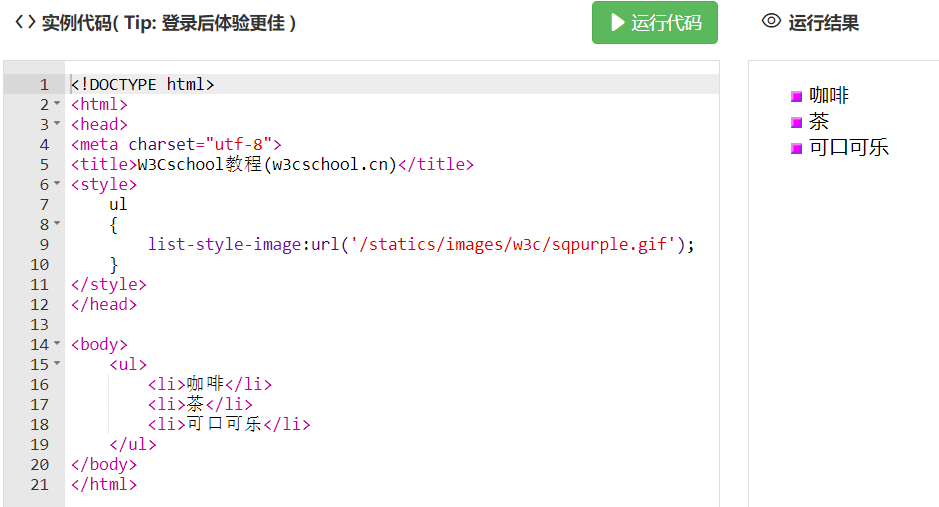 <> 实例代码( Tip: 登录后体验更佳 )
运行代码
运行结果
1 <!DOCTYPE html>
2 <html>
3 <head>
4 <meta charset="utf-8">
5 <title>W3Cschool教程(w3cschool.cn)</title>
6 <style>
7     ul
8     {
9         list-style-image:url('/statics/images/w3c/sqpurple.gif');
10     }
11 </style>
12 </head>
13
14 <body>
15     <ul>
16         <li>咖啡</li>
17         <li>茶</li>
18         <li>可口可乐</li>
19     </ul>
20 </body>
21 </html>
咖啡
茶
可口可乐